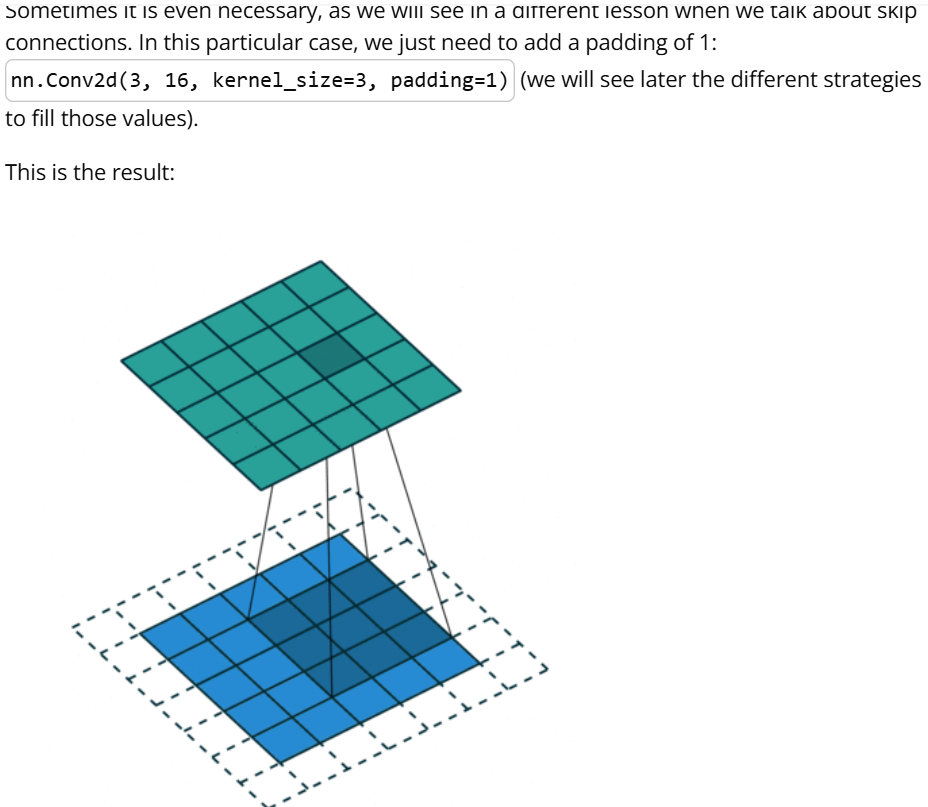 Sometimes it is even necessary, as we will see in a different lesson when we talk about skip
connections. In this particular case, we just need to add a padding of 1:
nn.Conv2d(3, 16, kernel_size=3, padding=1) (we will see later the different strategies
to fill those values).
This is the result: